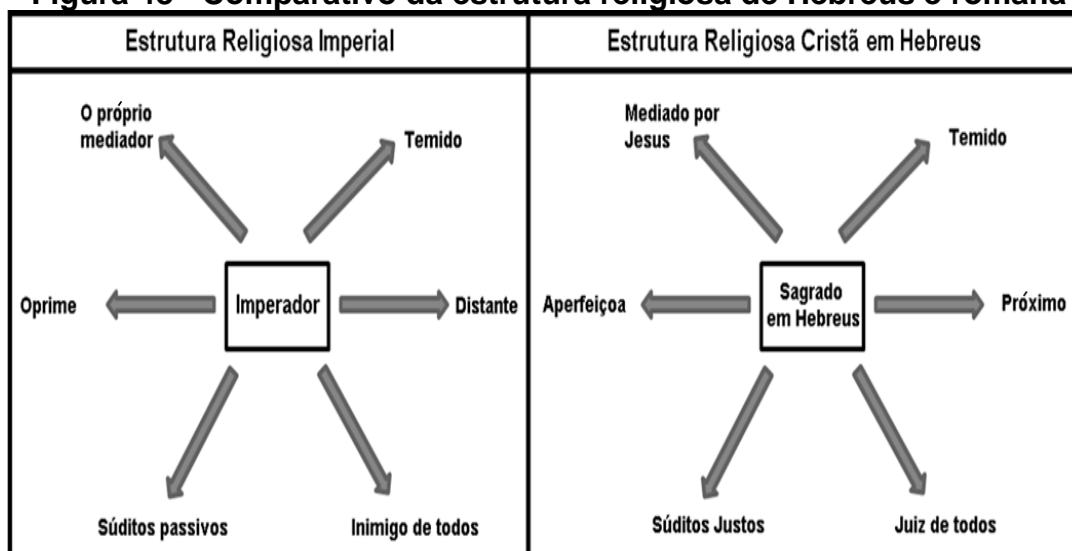 Figura - Comparativo da estrutura religiosa de Hebreus e romana
Estrutura Religiosa Imperial
O próprio
mediador
Temido
Oprime
Imperador
Distante
Súditos passivos
Inimigo de todos
Estrutura Religiosa Cristã em Hebreus
Mediado por
Jesus
Temido
Aperfeiçoa
Sagrado
em Hebreus
Próximo
Súditos Justos
Juiz de todos